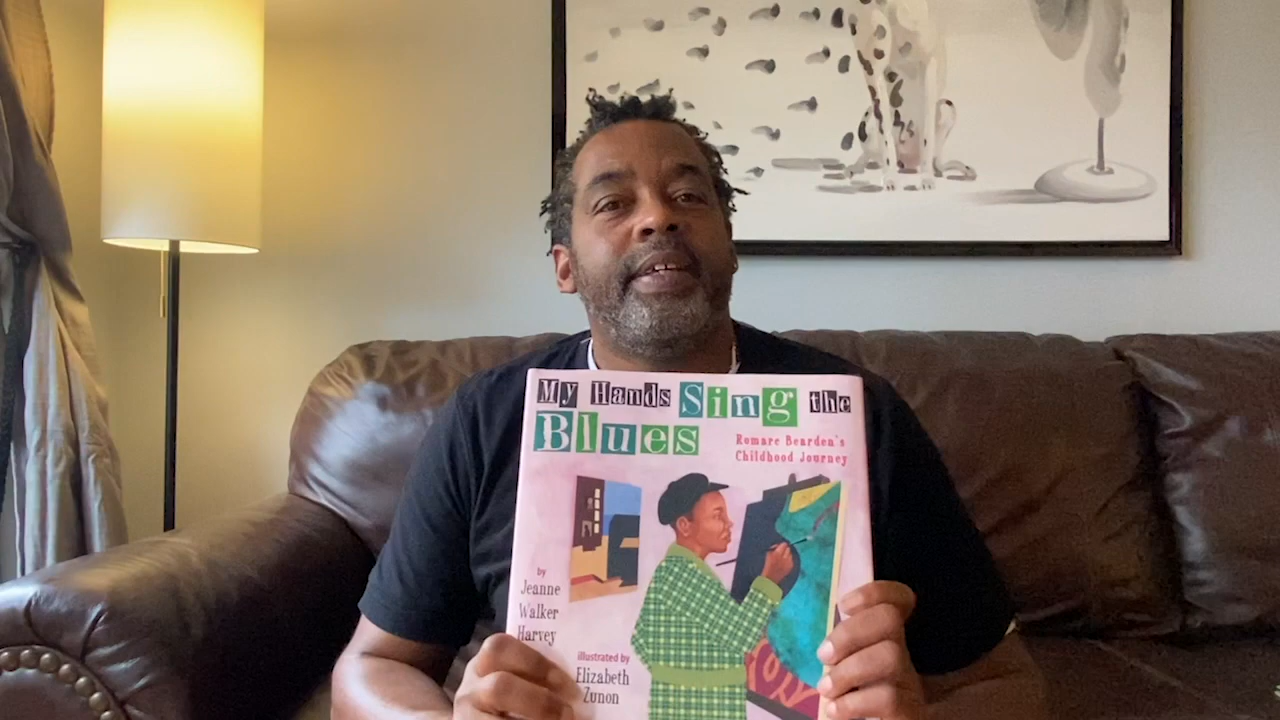 My Hands Sing the
Blues
Romare Bearden's
Childhood Journey
by
Jeanne
Walker
Harvey
illustrated by
Elizabeth
Zunon